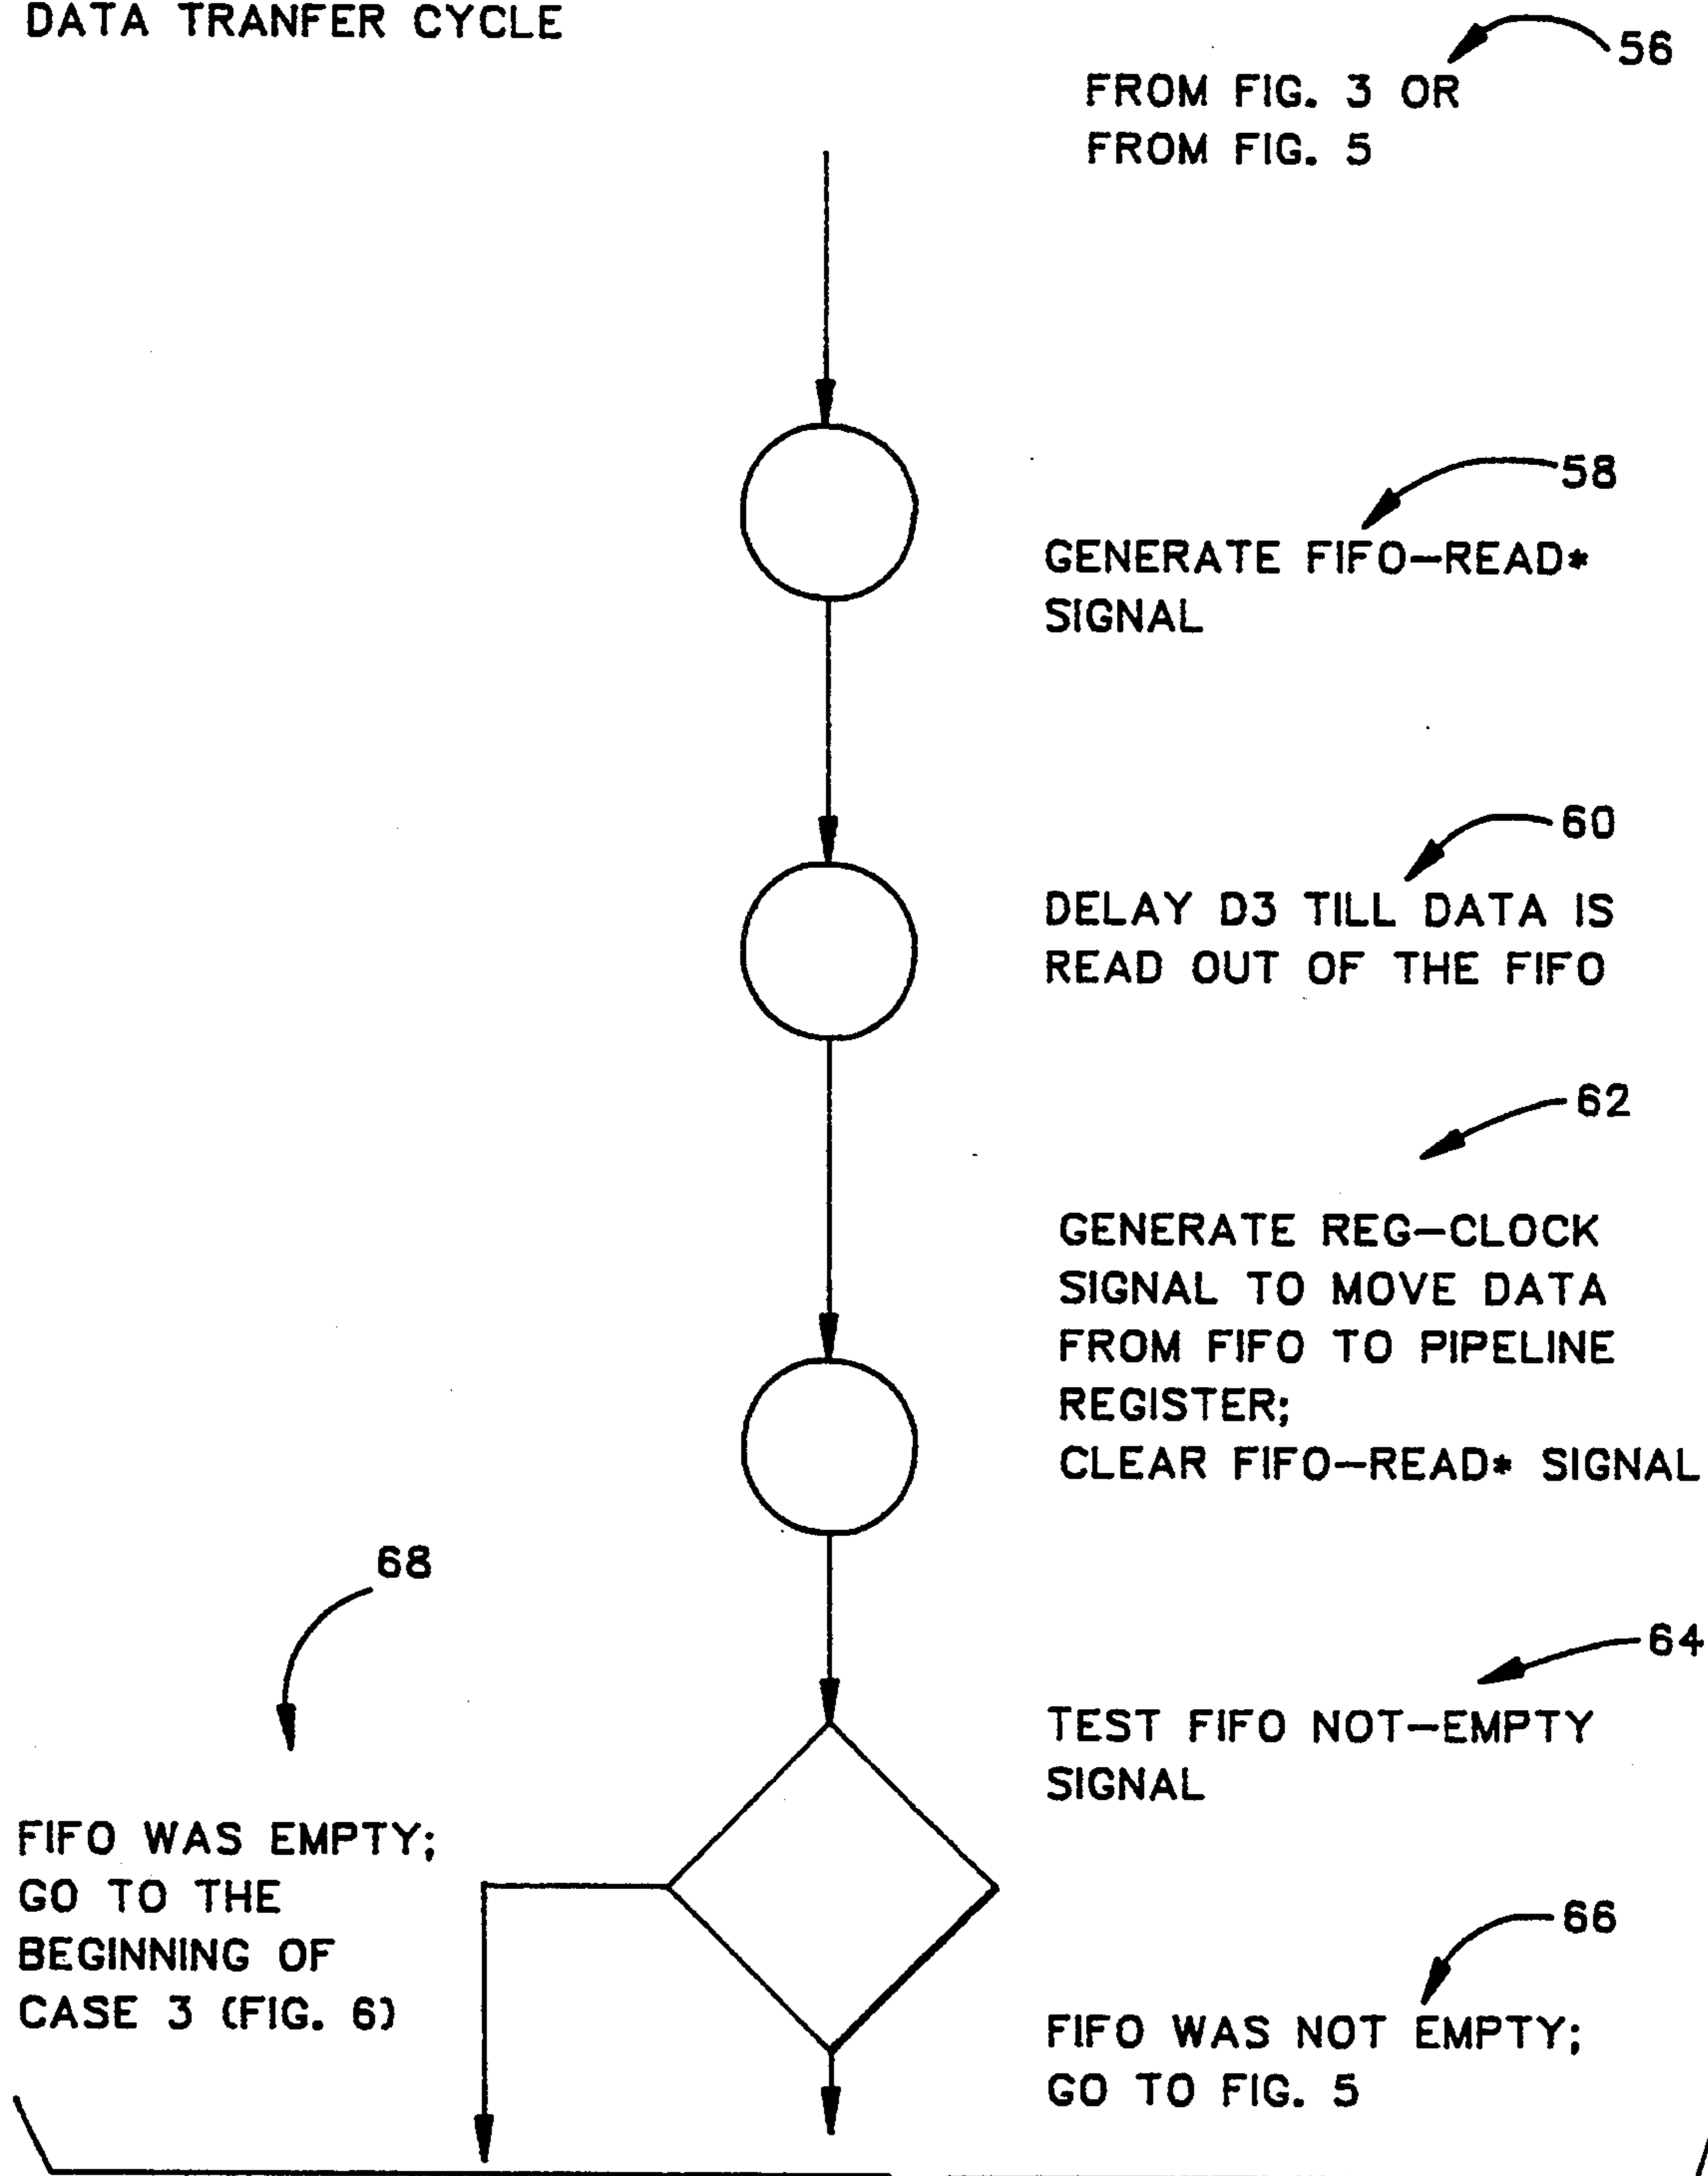 DATA TRANFER CYCLE
56
FROM FIG. 3 OR
FROM FIG. 5
58
GENERATE FIFO-READ*
SIGNAL
60
DELAY D3 TILL DATA IS
READ OUT OF THE FIFO
62
GENERATE REG-CLOCK
SIGNAL TO MOVE DATA
FROM FIFO TO PIPELINE
REGISTER;
CLEAR FIFO-READ* SIGNAL
68
64
TEST FIFO NOT-EMPTY
SIGNAL
FIFO WAS EMPTY;
GO TO THE
BEGINNING OF
CASE 3 (FIG. 6)
66
FIFO WAS NOT EMPTY;
GO TO FIG. 5